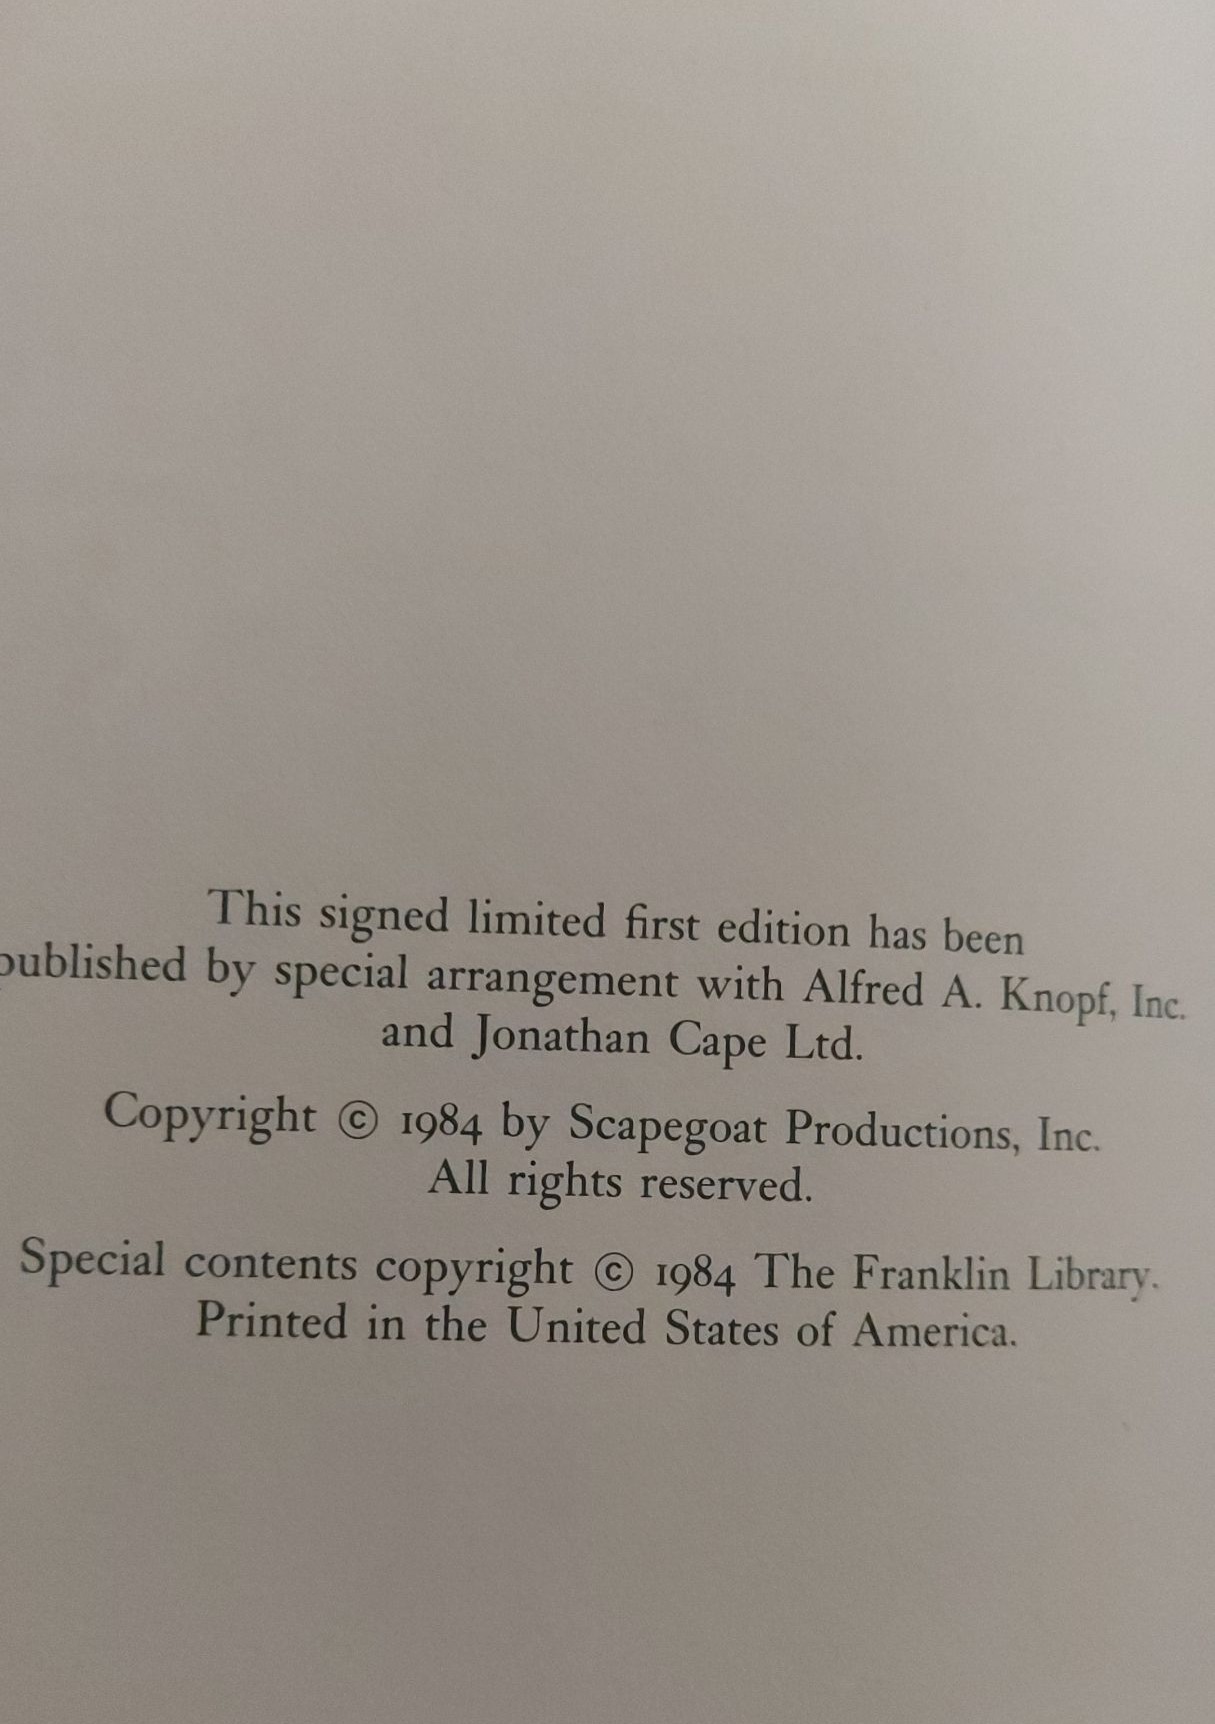 This signed limited first edition has been
published by special arrangement with Alfred A. Knopf, Inc.
and Jonathan Cape Ltd.
Copyright © 1984 by Scapegoat Productions, Inc.
All rights reserved.
Special contents copyright © 1984 The Franklin Library.
Printed in the United States of America.